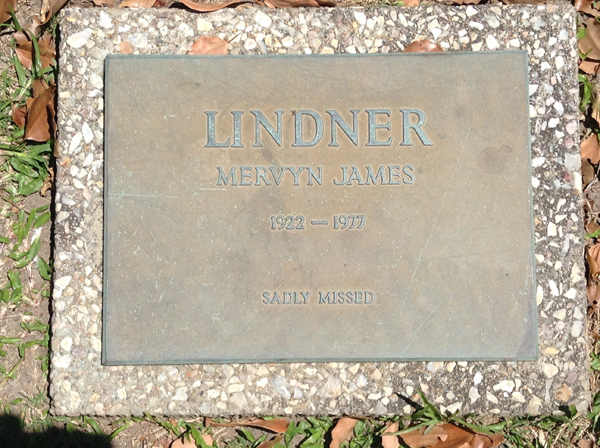 LINDNER
MERVYN JAMES
1922 — 1977
SADLY MISSED